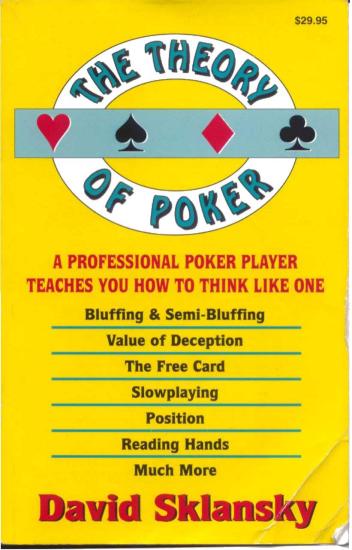 $29.95
THE THEORY
OF POKER
A PROFESSIONAL POKER PLAYER
TEACHES YOU HOW TO THINK LIKE ONE
Bluffing & Semi-Bluffing
Value of Deception
The Free Card
Slowplaying
Position
Reading Hands
Much More
David Sklansky